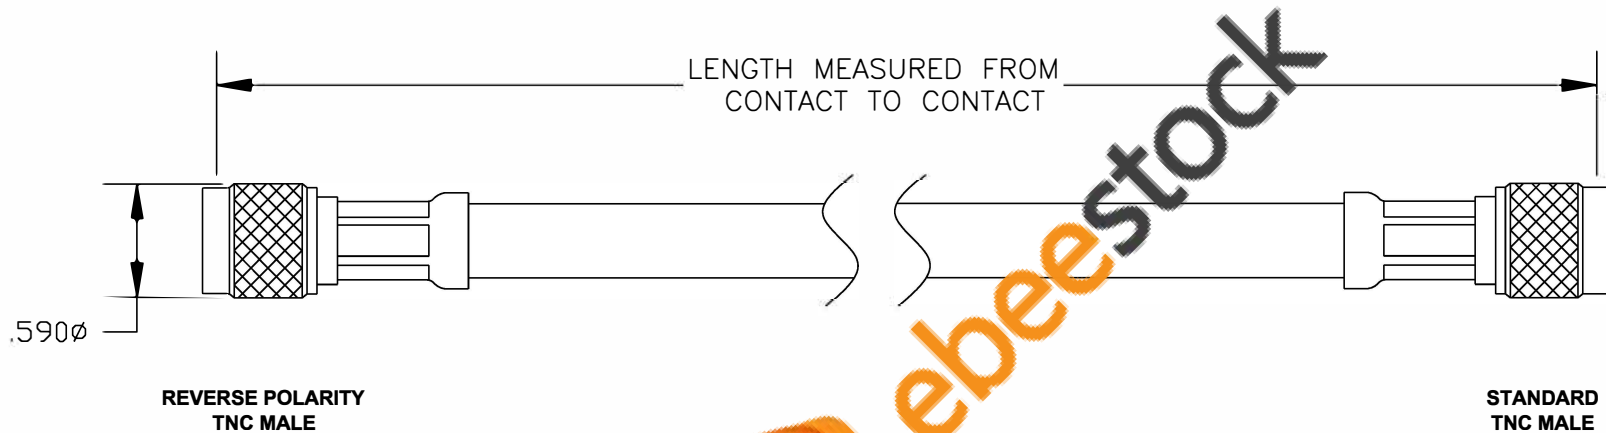 LENGTH MEASURED FROM
CONTACT TO CONTACT
.590ø
REVERSE POLARITY
TNC MALE
STANDARD
TNC MALE
ebeestock